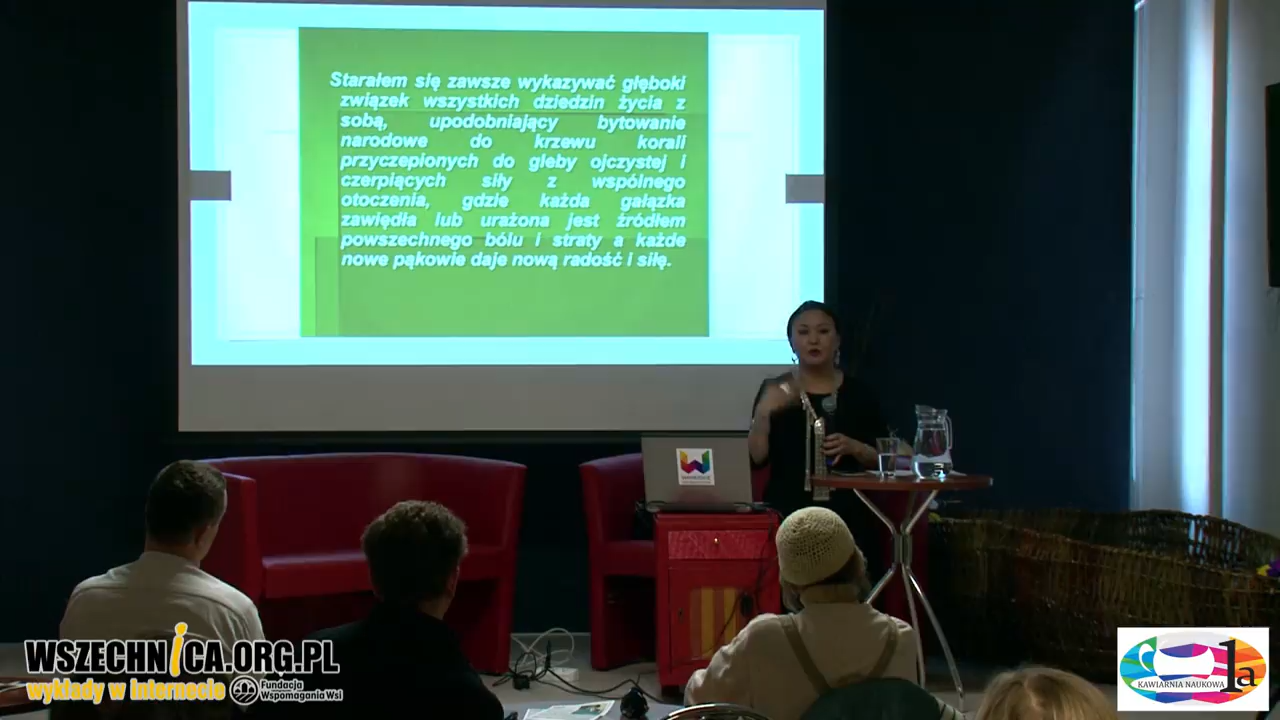 Starałem się zawsze wykazywać głęboki
związek wszystkich dziedzin życia z
sobą, upodobniający bytowanie
narodowe do krzewu korali
przyczepionych do gleby ojczystej i
czerpiących siły z wspólnego
otoczenia, gdzie każda gałązka
zawiędła lub urażona jest źródłem
powszechnego bólu i straty a każde
nowe pąkowie daje nową radość i siłę.
WSZECHNICA.ORG.PL
wykłady w internecie
Fundacja
Wspomagania Wsi
KAWIARNIA NAUKOWA
1a